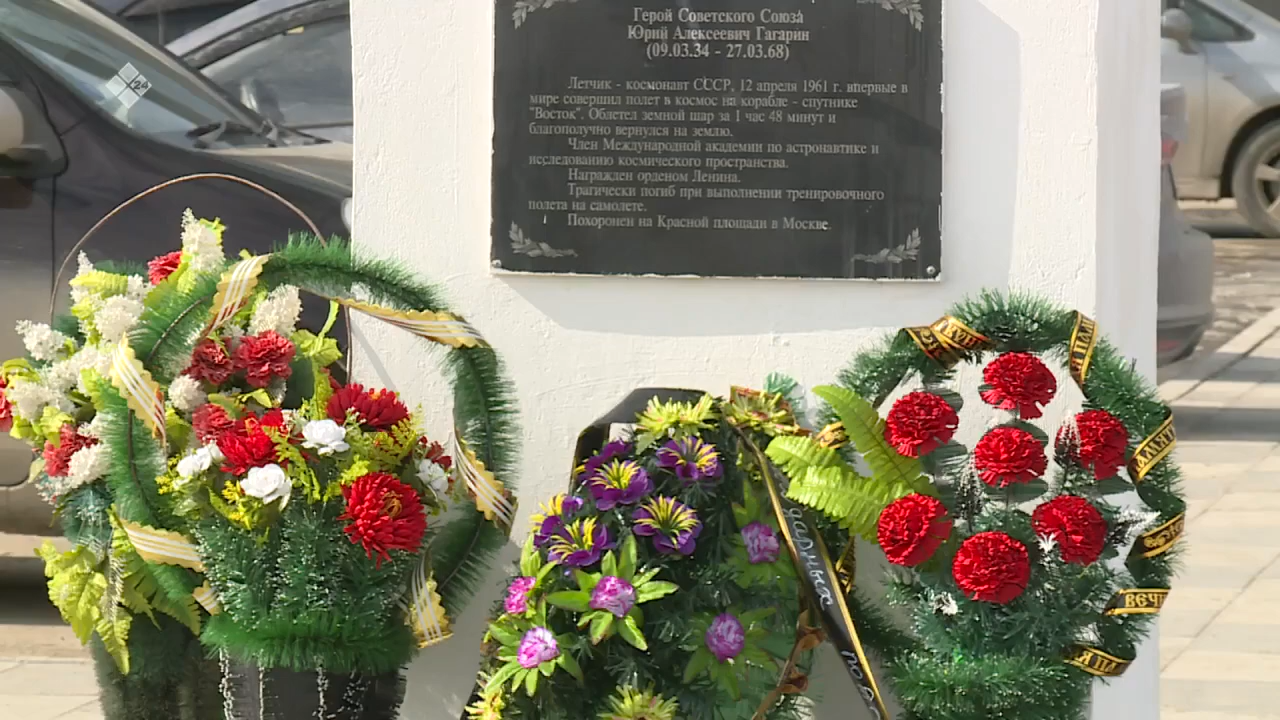 Герой Советского Союза
Юрий Алексеевич Гагарин
(09.03.34 - 27.03.68)
Летчик - космонавт СССР, 12 апреля 1961 г. впервые в
мире совершил полет в космос на корабле - спутнике
"Восток". Облетел земной шар за 1 час 48 минут и
благополучно вернулся на землю.
Член Международной академии по астронавтике и
исследованию космического пространства.
Награжден орденом Ленина.
Трагически погиб при выполнении тренировочного
полета на самолете.
Похоронен на Красной площади в Москве.
24